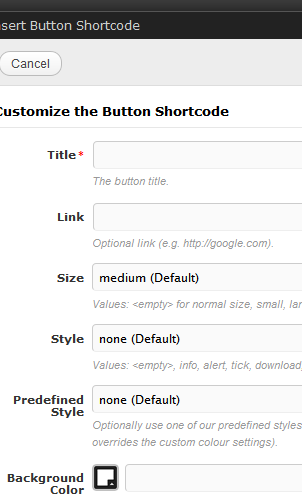 nsert Button Shortcode
Cancel
Customize the Button Shortcode
Title*
The button title.
Link
Optional link (e.g. http://google.com).
Size medium (Default)
Values: <empty> for normal size, small, lar
Style none (Default)
Values: <empty>, info, alert, tick, download,
Predefined Style none (Default)
Optionally use one of our predefined styles
overrides the custom colour settings).
Background
Color